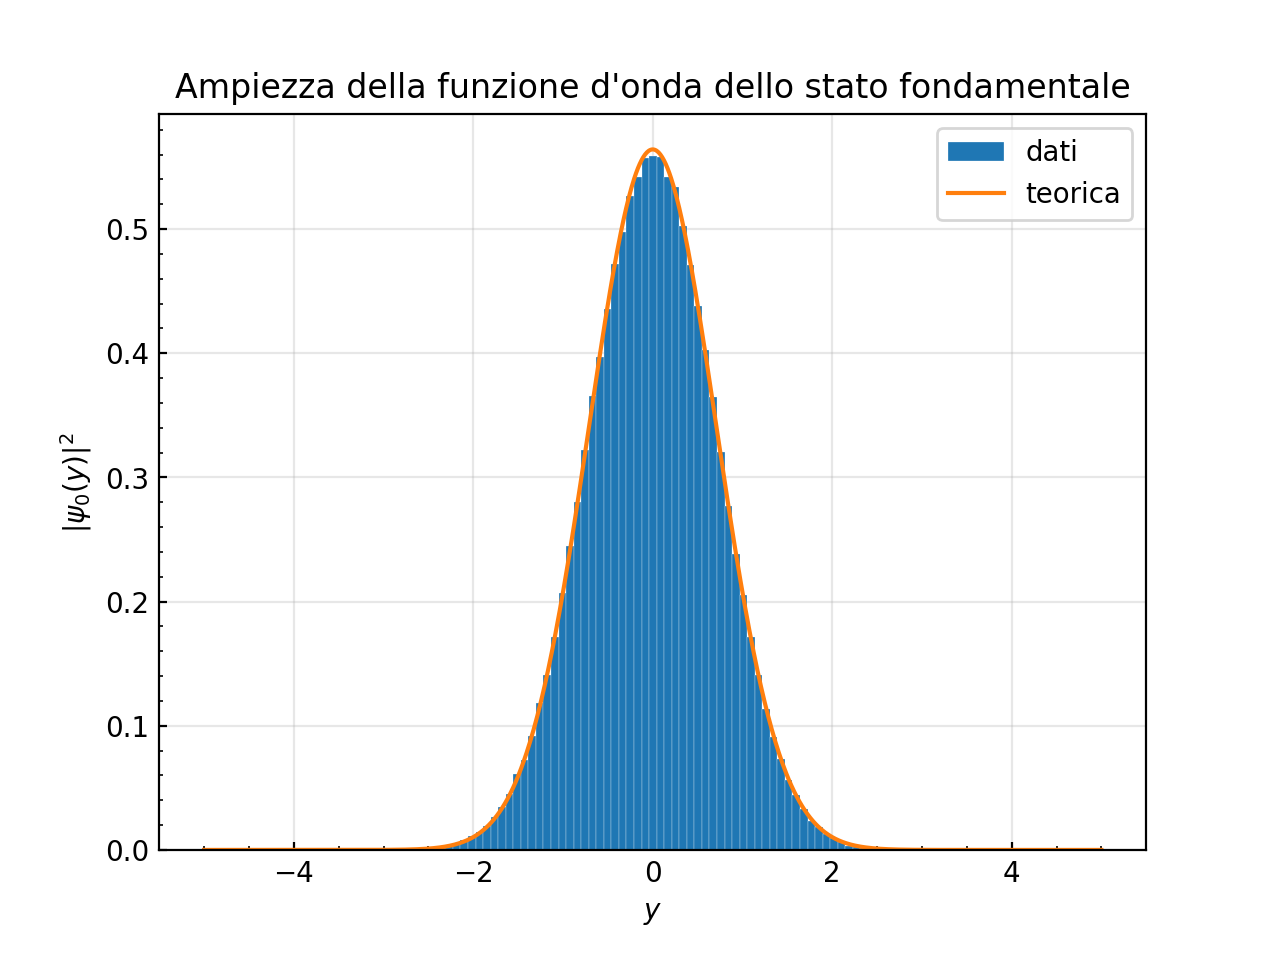 Ampiezza della funzione d'onda dello stato fondamentale
dati
teorica
|ψ₀(y)|²
0.5
0.4
0.3
0.2
0.1
0.0
−4 −2 0 2 4
y